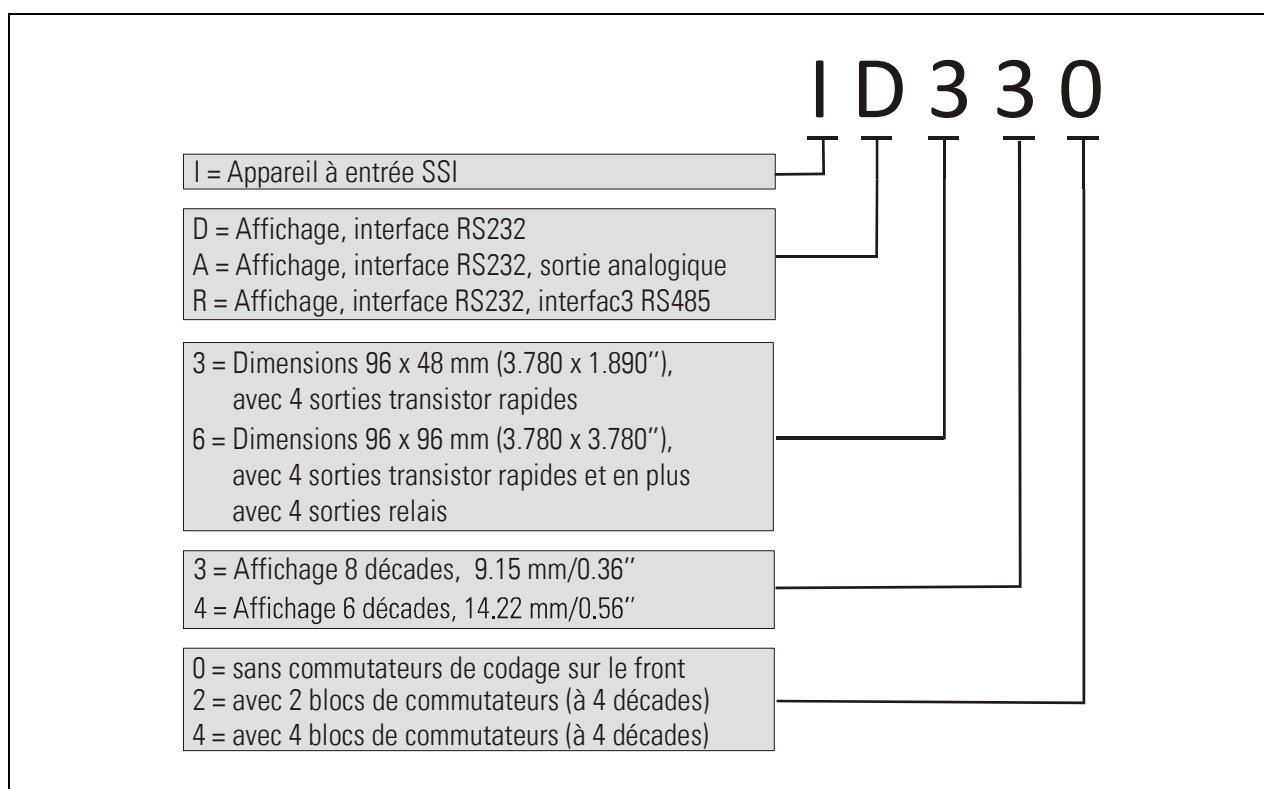 ID330
I = Appareil à entrée SSI
D = Affichage, interface RS232
A = Affichage, interface RS232, sortie analogique
R = Affichage, interface RS232, interfac3 RS485
3 = Dimensions 96 x 48 mm (3.780 x 1.890’’),
avec 4 sorties transistor rapides
6 = Dimensions 96 x 96 mm (3.780 x 3.780’’),
avec 4 sorties transistor rapides et en plus
avec 4 sorties relais
3 = Affichage 8 décades, 9.15 mm/0.36’’
4 = Affichage 6 décades, 14.22 mm/0.56’’
0 = sans commutateurs de codage sur le front
2 = avec 2 blocs de commutateurs (à 4 décades)
4 = avec 4 blocs de commutateurs (à 4 décades)